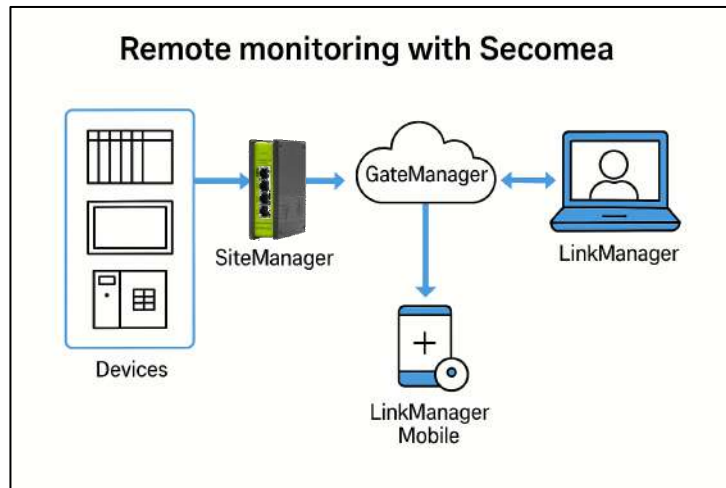 Remote monitoring with Secomea
GateManager
SiteManager
LinkManager
Devices
LinkManager
Mobile